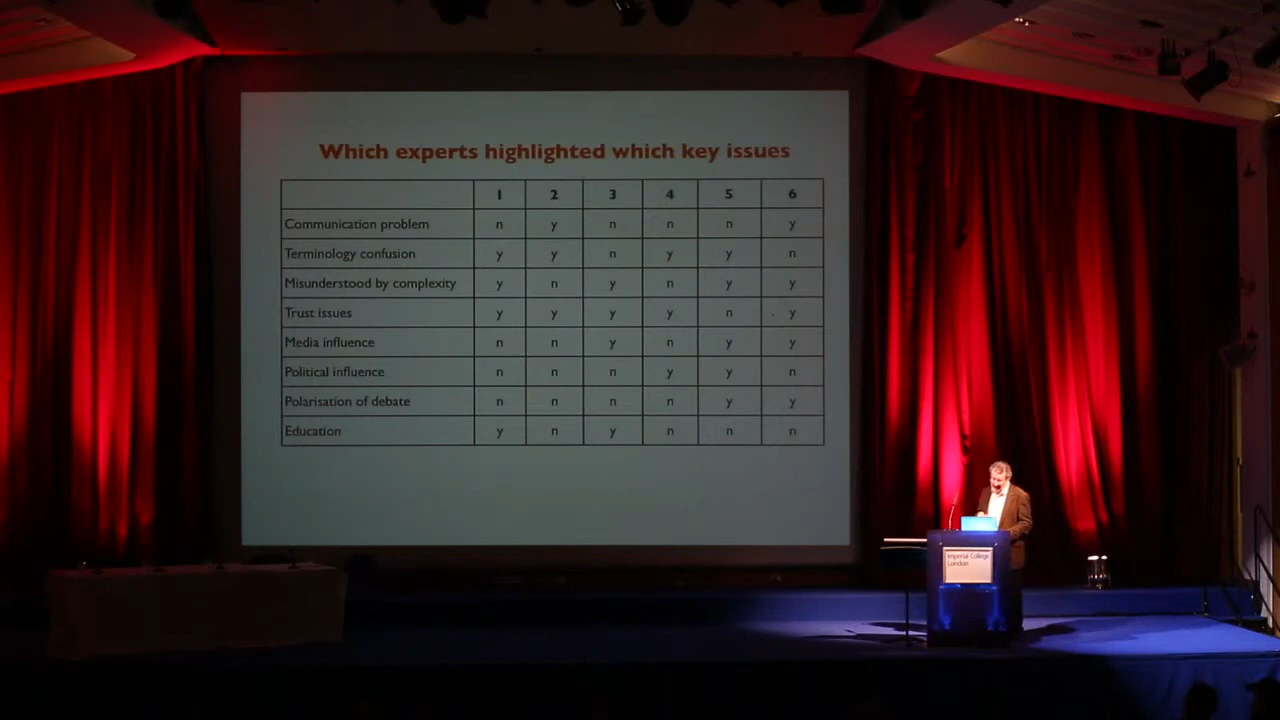 Which experts highlighted which key issues
1 2 3 4 5 6
Communication problem n y n n n y
Terminology confusion y y n y y n
Misunderstood by complexity y n y n y y
Trust issues y y y y n y
Media influence n n y n y y
Political influence n n n y y n
Polarisation of debate n n n n y y
Education y n y n n n
Imperial College
London